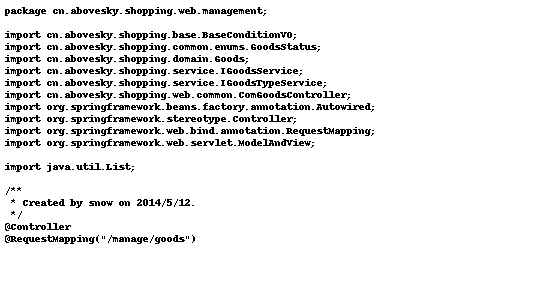 package cn.abovesky.shopping.web.management;

import cn.abovesky.shopping.base.BaseConditionVO;
import cn.abovesky.shopping.common.enums.GoodsStatus;
import cn.abovesky.shopping.domain.Goods;
import cn.abovesky.shopping.service.IGoodsService;
import cn.abovesky.shopping.service.IGoodsTypeService;
import cn.abovesky.shopping.web.common.ComGoodsController;
import org.springframework.beans.factory.annotation.Autowired;
import org.springframework.stereotype.Controller;
import org.springframework.web.bind.annotation.RequestMapping;
import org.springframework.web.servlet.ModelAndView;

import java.util.List;

/**
 * Created by snow on 2014/5/12.
 */
@Controller
@RequestMapping("/manage/goods")